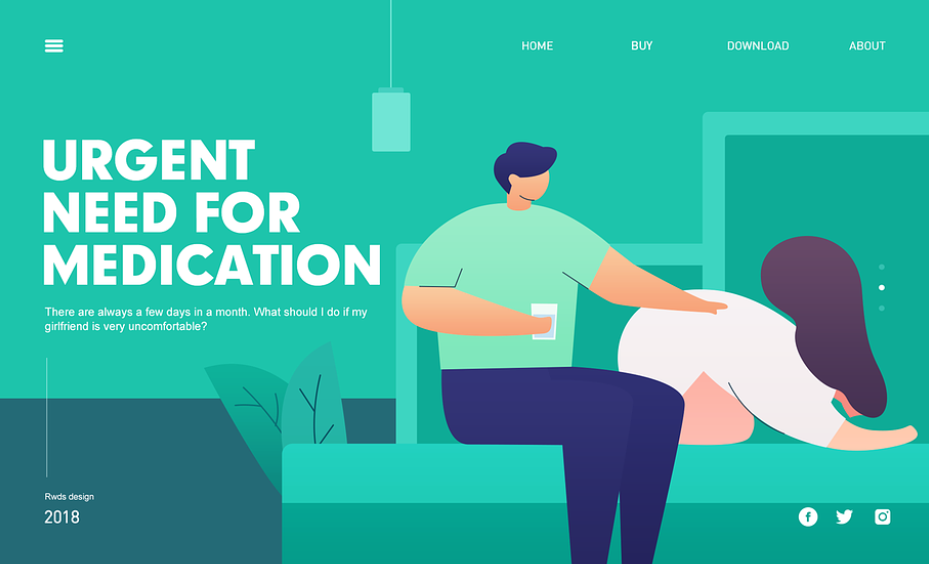 HOME BUY DOWNLOAD ABOUT
URGENT
NEED FOR
MEDICATION
There are always a few days in a month. What should I do if my
girlfriend is very uncomfortable?
Rwds design
2018